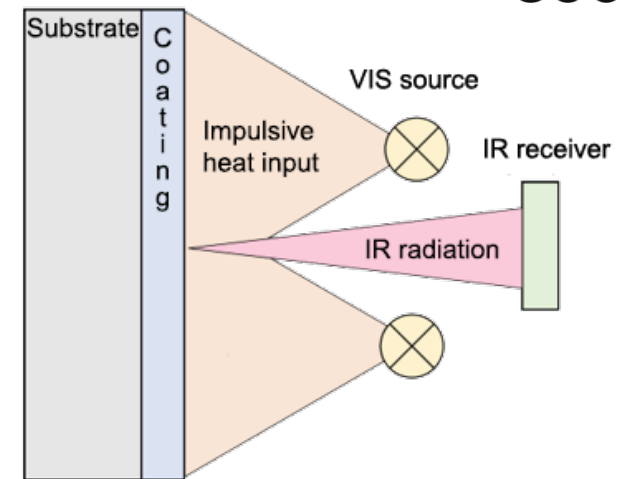 Substrate
C
o
a
t
i
n
g
Impulsive
heat input
VIS source
IR receiver
IR radiation